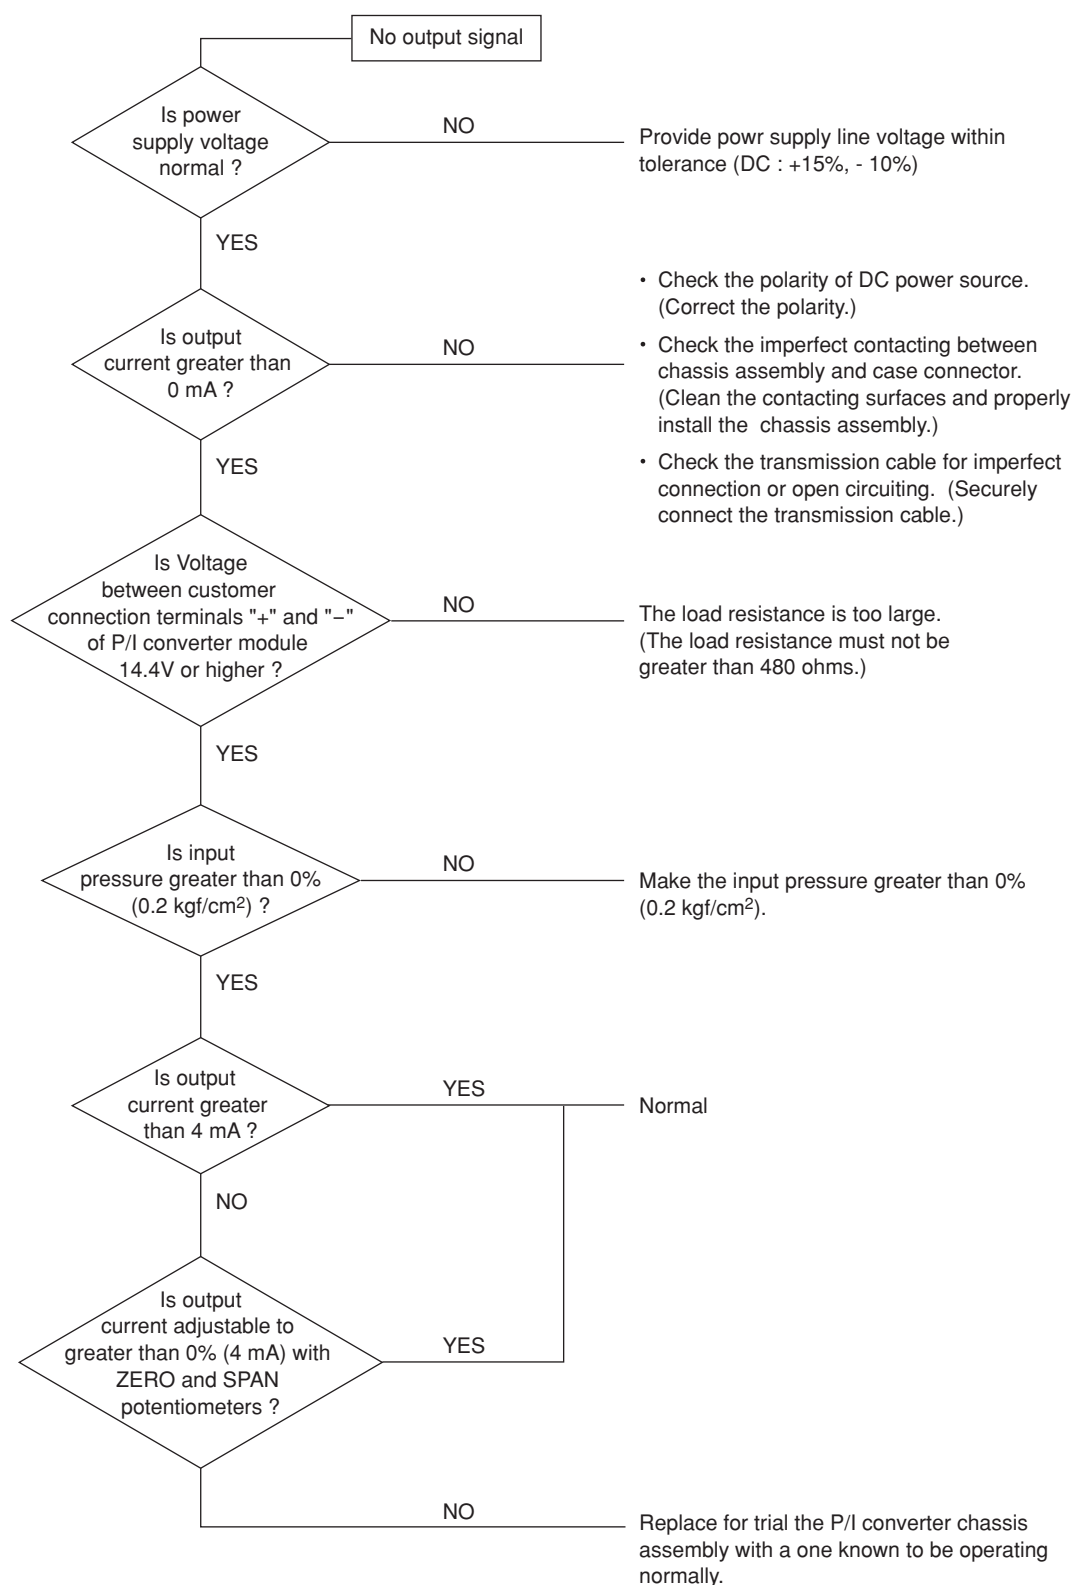 No output signal
Is power
supply voltage
normal ?
NO
Provide powr supply line voltage within
tolerance (DC : +15%, - 10%)
YES
Is output
current greater than
0 mA ?
NO
・ Check the polarity of DC power source.
(Correct the polarity.)
・ Check the imperfect contacting between
chassis assembly and case connector.
(Clean the contacting surfaces and properly
install the chassis assembly.)
・ Check the transmission cable for imperfect
connection or open circuiting. (Securely
connect the transmission cable.)
YES
Is Voltage
between customer
connection terminals "+" and "−"
of P/I converter module
14.4V or higher ?
NO
The load resistance is too large.
(The load resistance must not be
greater than 480 ohms.)
YES
Is input
pressure greater than 0%
(0.2 kgf/cm²) ?
NO
Make the input pressure greater than 0%
(0.2 kgf/cm²).
YES
Is output
current greater
than 4 mA ?
YES
Normal
NO
Is output
current adjustable to
greater than 0% (4 mA) with
ZERO and SPAN
potentiometers ?
YES
NO
Replace for trial the P/I converter chassis
assembly with a one known to be operating
normally.